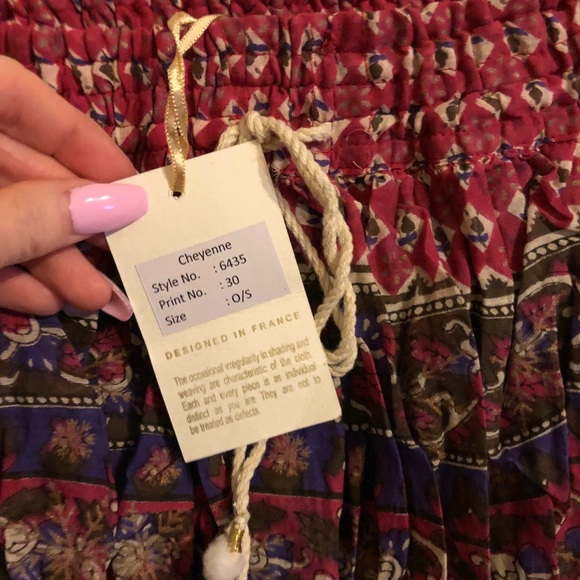 Cheyenne
Style No. : 6435
Print No. : 30
Size : O/S
DESIGNED IN FRANCE
The occasional irregularity in shading and
weaving are characteristic of the cloth.
Each and every piece is as individual
distinct as you are They are not to
be treated as defects.